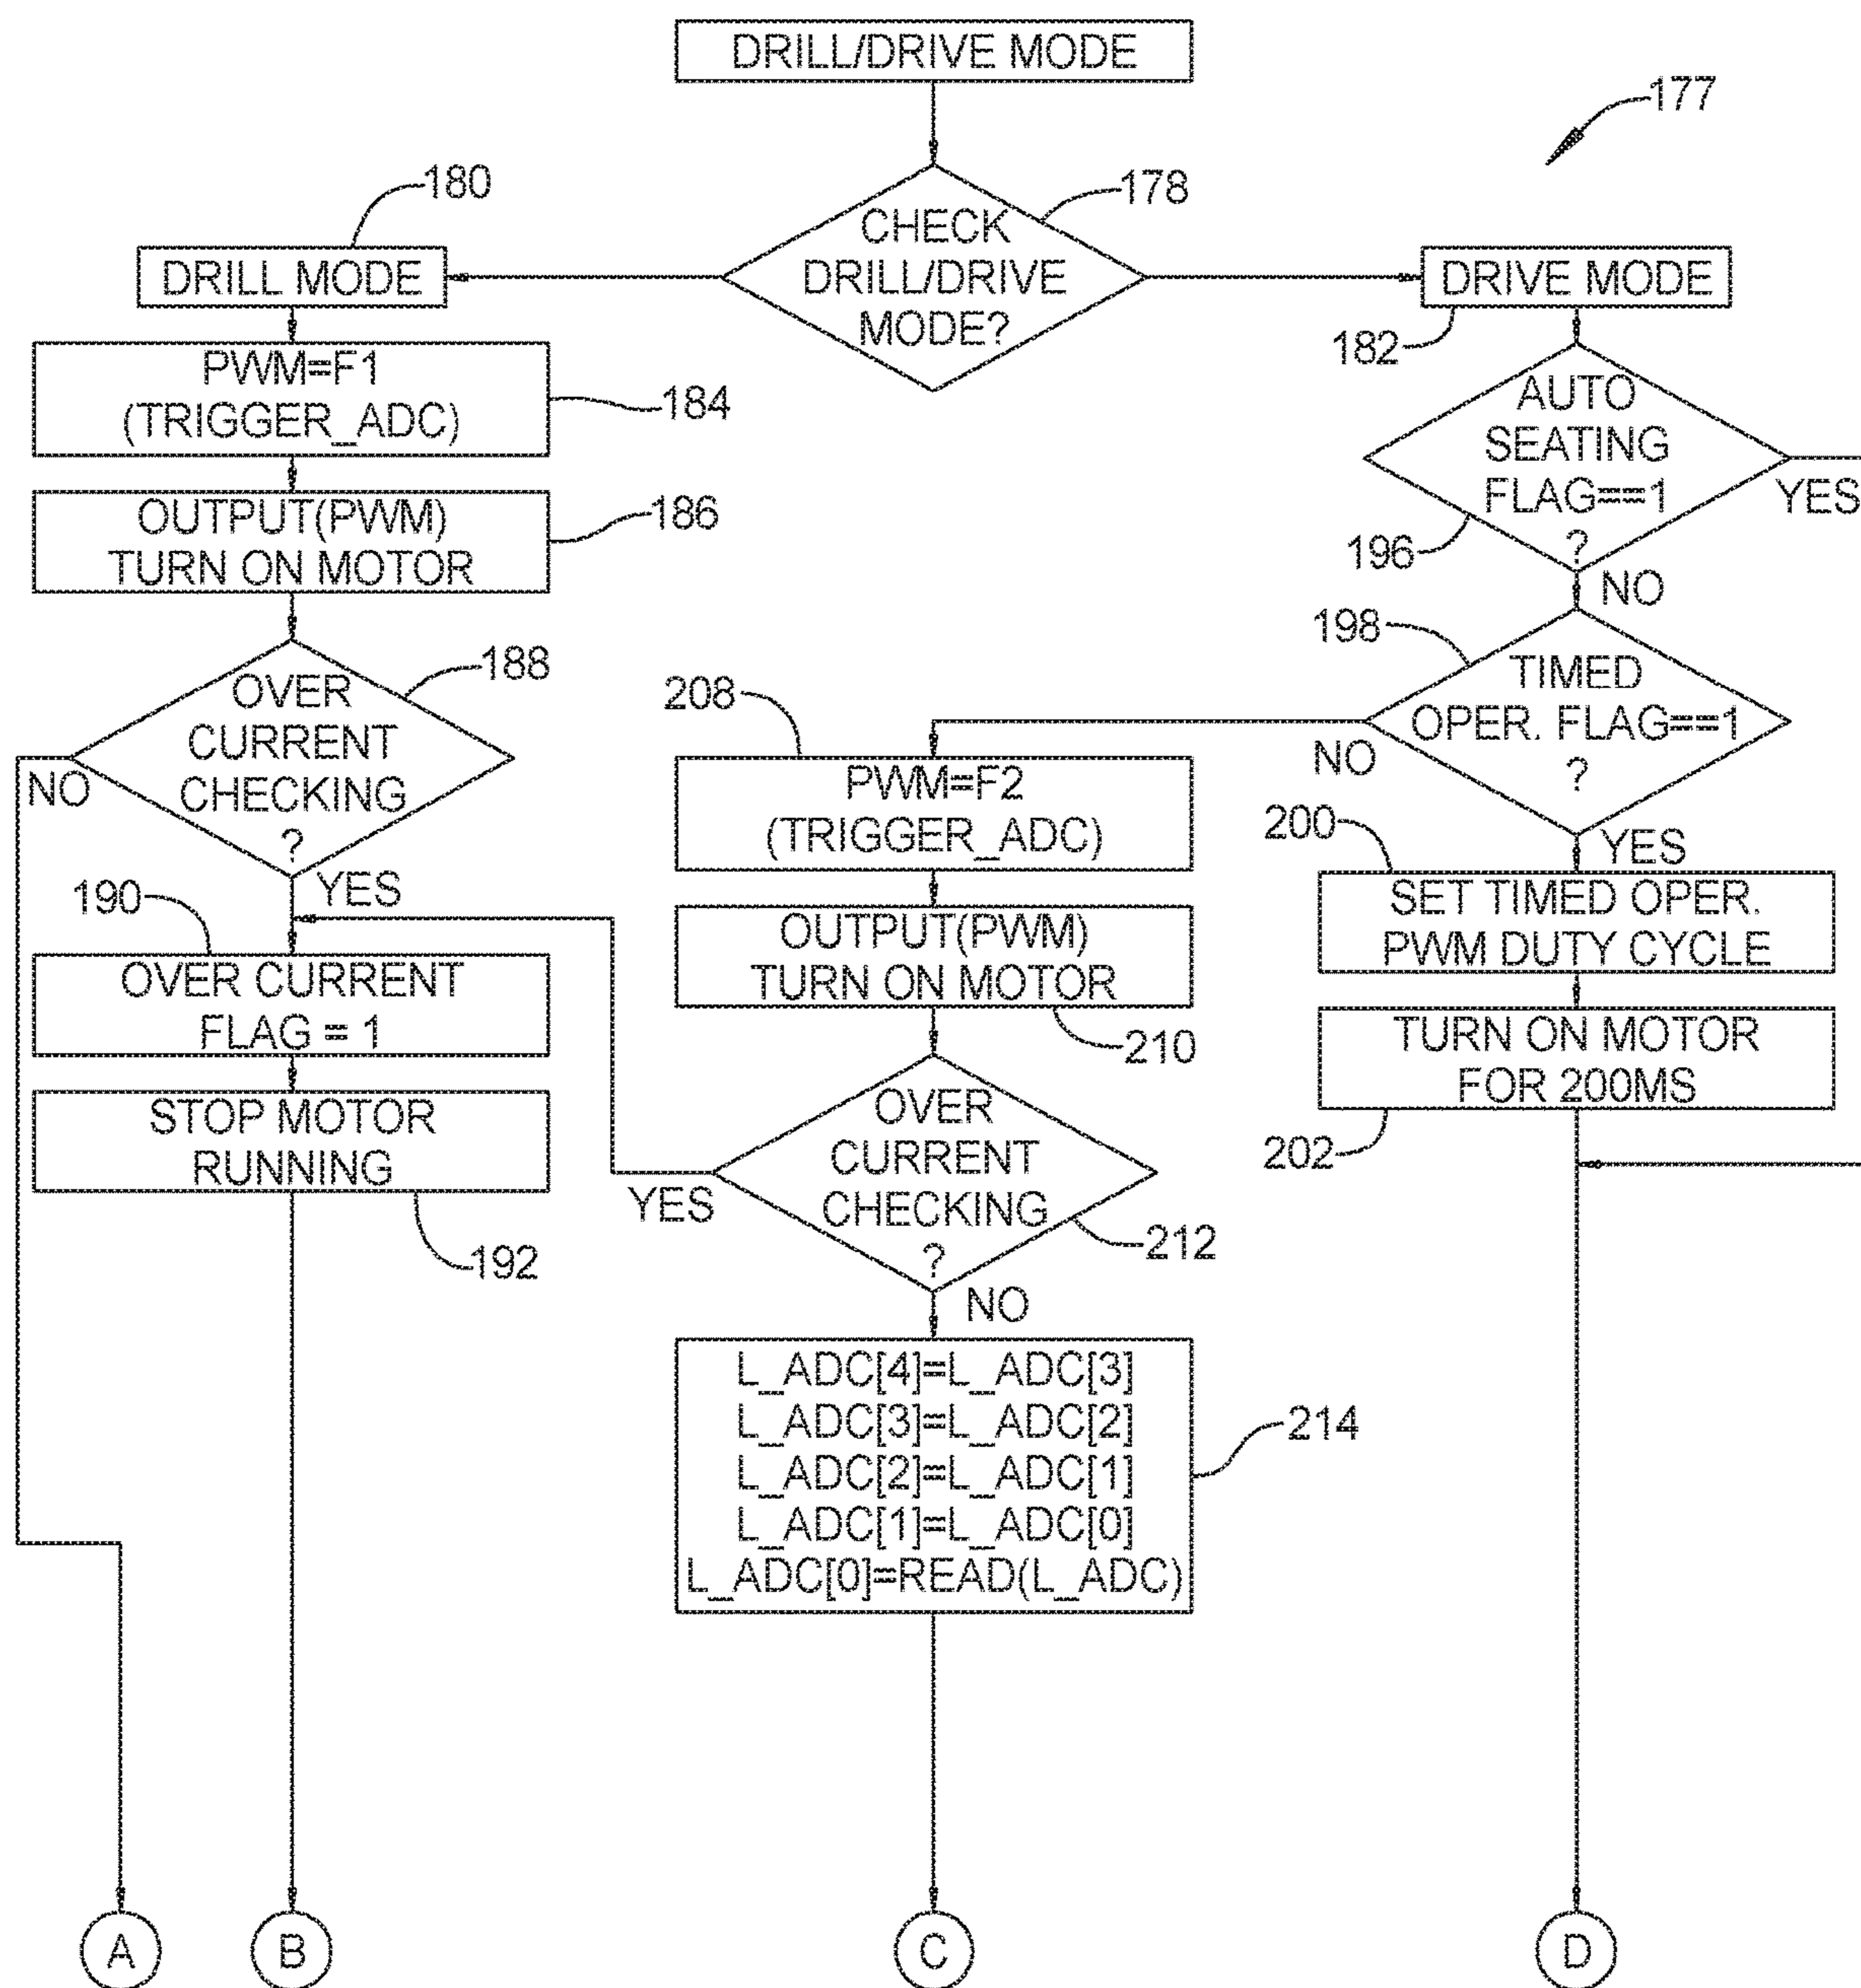 DRILL/DRIVE MODE
177
178
CHECK
DRILL/DRIVE
MODE?
180
DRILL MODE
PWM=F1
(TRIGGER_ADC)
184
OUTPUT(PWM)
TURN ON MOTOR
186
188
OVER
CURRENT
CHECKING
?
NO
YES
190
OVER CURRENT
FLAG = 1
STOP MOTOR
RUNNING
192
DRIVE MODE
182
AUTO
SEATING
FLAG==1
?
YES
196
NO
198
TIMED
OPER. FLAG==1
?
NO
YES
200
SET TIMED OPER.
PWM DUTY CYCLE
TURN ON MOTOR
FOR 200MS
202
208
PWM=F2
(TRIGGER_ADC)
OUTPUT(PWM)
TURN ON MOTOR
210
OVER
CURRENT
CHECKING
?
YES
212
NO
L_ADC[4]=L_ADC[3]
L_ADC[3]=L_ADC[2]
L_ADC[2]=L_ADC[1]
L_ADC[1]=L_ADC[0]
L_ADC[0]=READ(L_ADC)
214
A
B
C
D